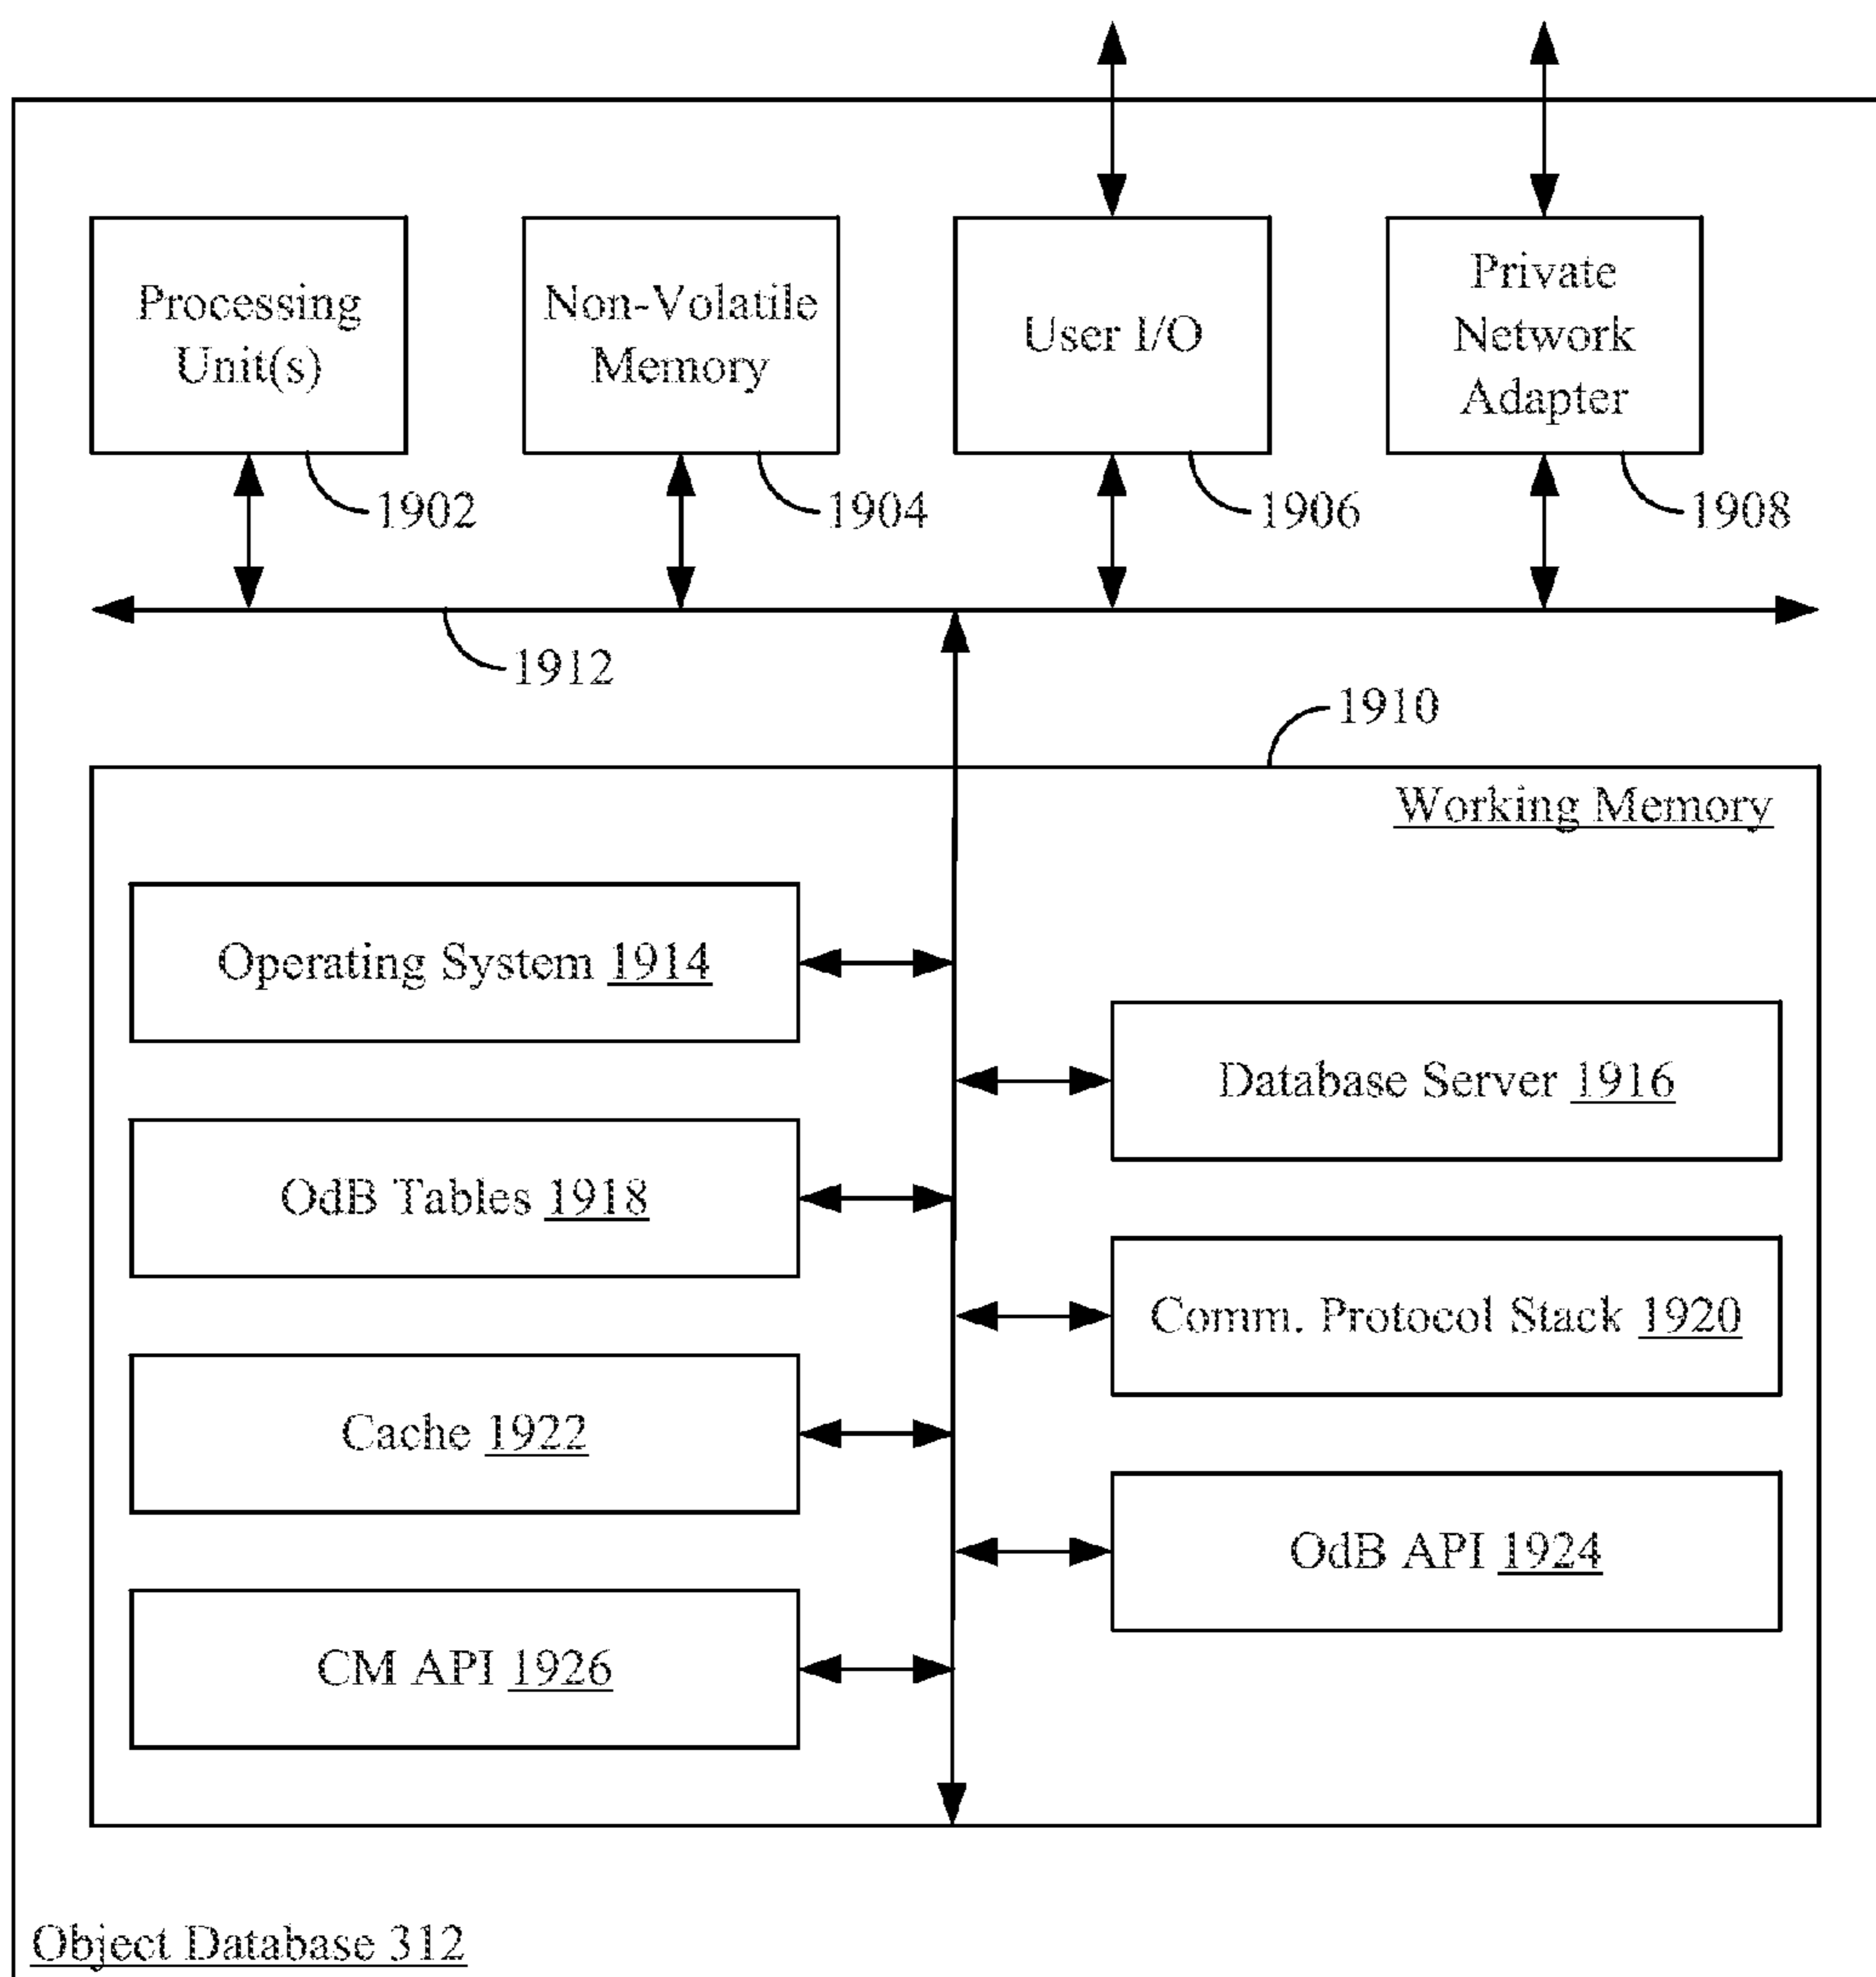 Processing
Unit(s)
Non-Volatile
Memory
User I/O
Private
Network
Adapter
1902
1904
1906
1908
1912
1910
Working Memory
Operating System 1914
Database Server 1916
OdB Tables 1918
Comm. Protocol Stack 1920
Cache 1922
OdB API 1924
CM API 1926
Object Database 312